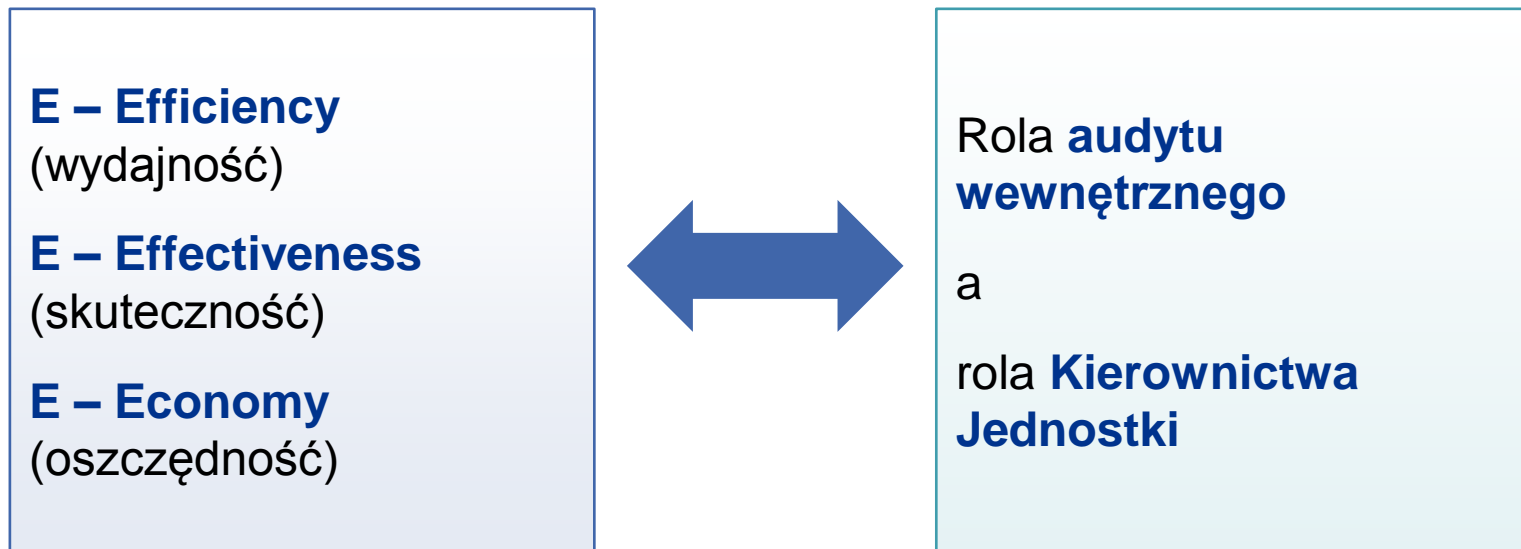 E – Efficiency
(wydajność)
E – Effectiveness
(skuteczność)
E – Economy
(oszczędność)
Rola audytu
wewnętrznego
a
rola Kierownictwa
Jednostki